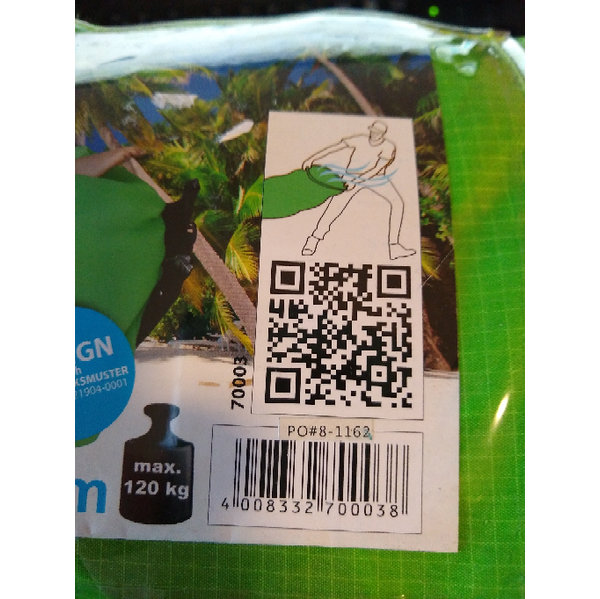 GN
KSMUSTER
1904-0001
70003
PO#8-1162
m
max.
120 kg
4 008332 700038